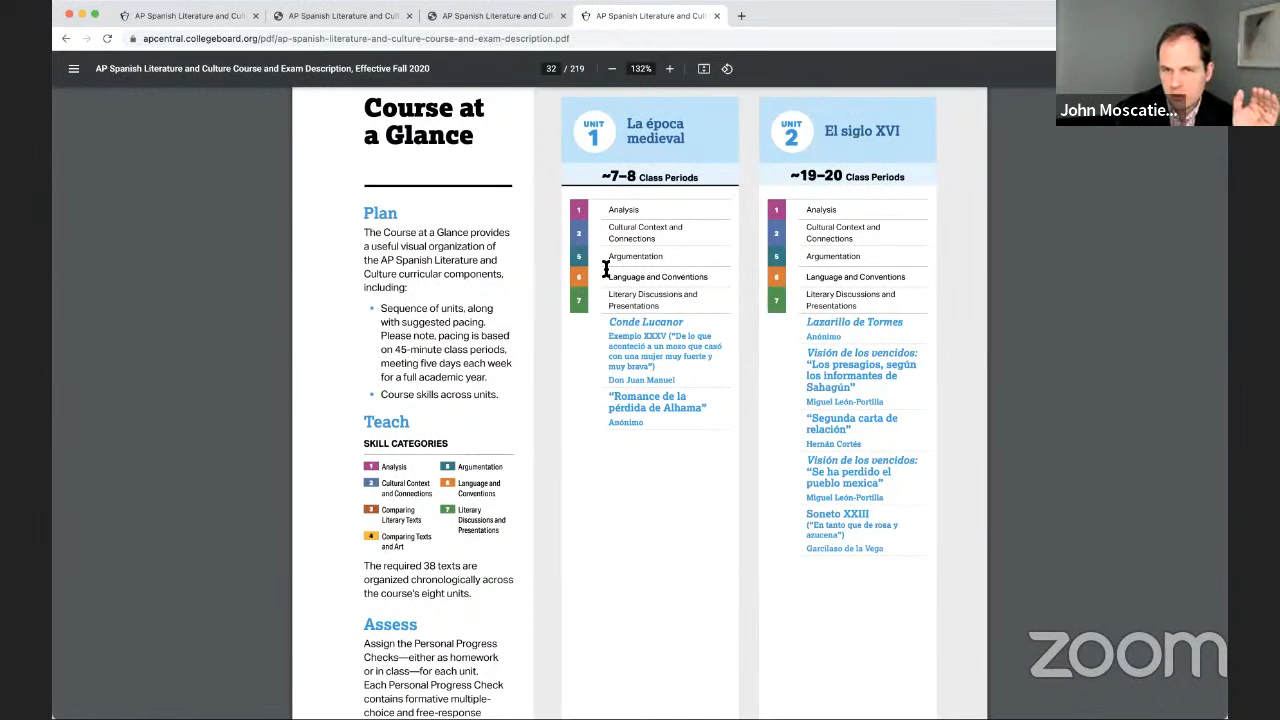 AP Spanish Literature and Cult
AP Spanish Literature and Cult
AP Spanish Literature and Cult
AP Spanish Literature and Cult
apcentral.collegeboard.org/pdf/ap-spanish-literature-and-culture-course-and-exam-description.pdf
AP Spanish Literature and Culture Course and Exam Description, Effective Fall 2020
32 / 219
132%
John Moscatie...
Course at
a Glance
Plan
The Course at a Glance provides
a useful visual organization of
the AP Spanish Literature and
Culture curricular components,
including:
• Sequence of units, along
with suggested pacing.
Please note, pacing is based
on 45-minute class periods,
meeting five days each week
for a full academic year.
• Course skills across units.
Teach
SKILL CATEGORIES
1 Analysis
2 Cultural Context
and Connections
3 Comparing
Literary Texts
4 Comparing Texts
and Art
5 Argumentation
6 Language and
Conventions
7 Literary
Discussions and
Presentations
The required 38 texts are
organized chronologically across
the course's eight units.
Assess
Assign the Personal Progress
Checks—either as homework
or in class—for each unit.
Each Personal Progress Check
contains formative multiple-
choice and free-response
UNIT
1
La época
medieval
~7–8 Class Periods
1 Analysis
2 Cultural Context and
Connections
5 Argumentation
6 Language and Conventions
7 Literary Discussions and
Presentations
Conde Lucanor
Exemplo XXXV ("De lo que
aconteció a un mozo que casó
con una mujer muy fuerte y
muy brava")
Don Juan Manuel
"Romance de la
pérdida de Alhama"
Anónimo
UNIT
2
El siglo XVI
~19–20 Class Periods
1 Analysis
2 Cultural Context and
Connections
5 Argumentation
6 Language and Conventions
7 Literary Discussions and
Presentations
Lazarillo de Tormes
Anónimo
Visión de los vencidos:
"Los presagios, según
los informantes de
Sahagún"
Miguel León-Portilla
"Segunda carta de
relación"
Hernán Cortés
Visión de los vencidos:
"Se ha perdido el
pueblo mexica"
Miguel León-Portilla
Soneto XXIII
("En tanto que de rosa y
azucena")
Garcilaso de la Vega
zoom